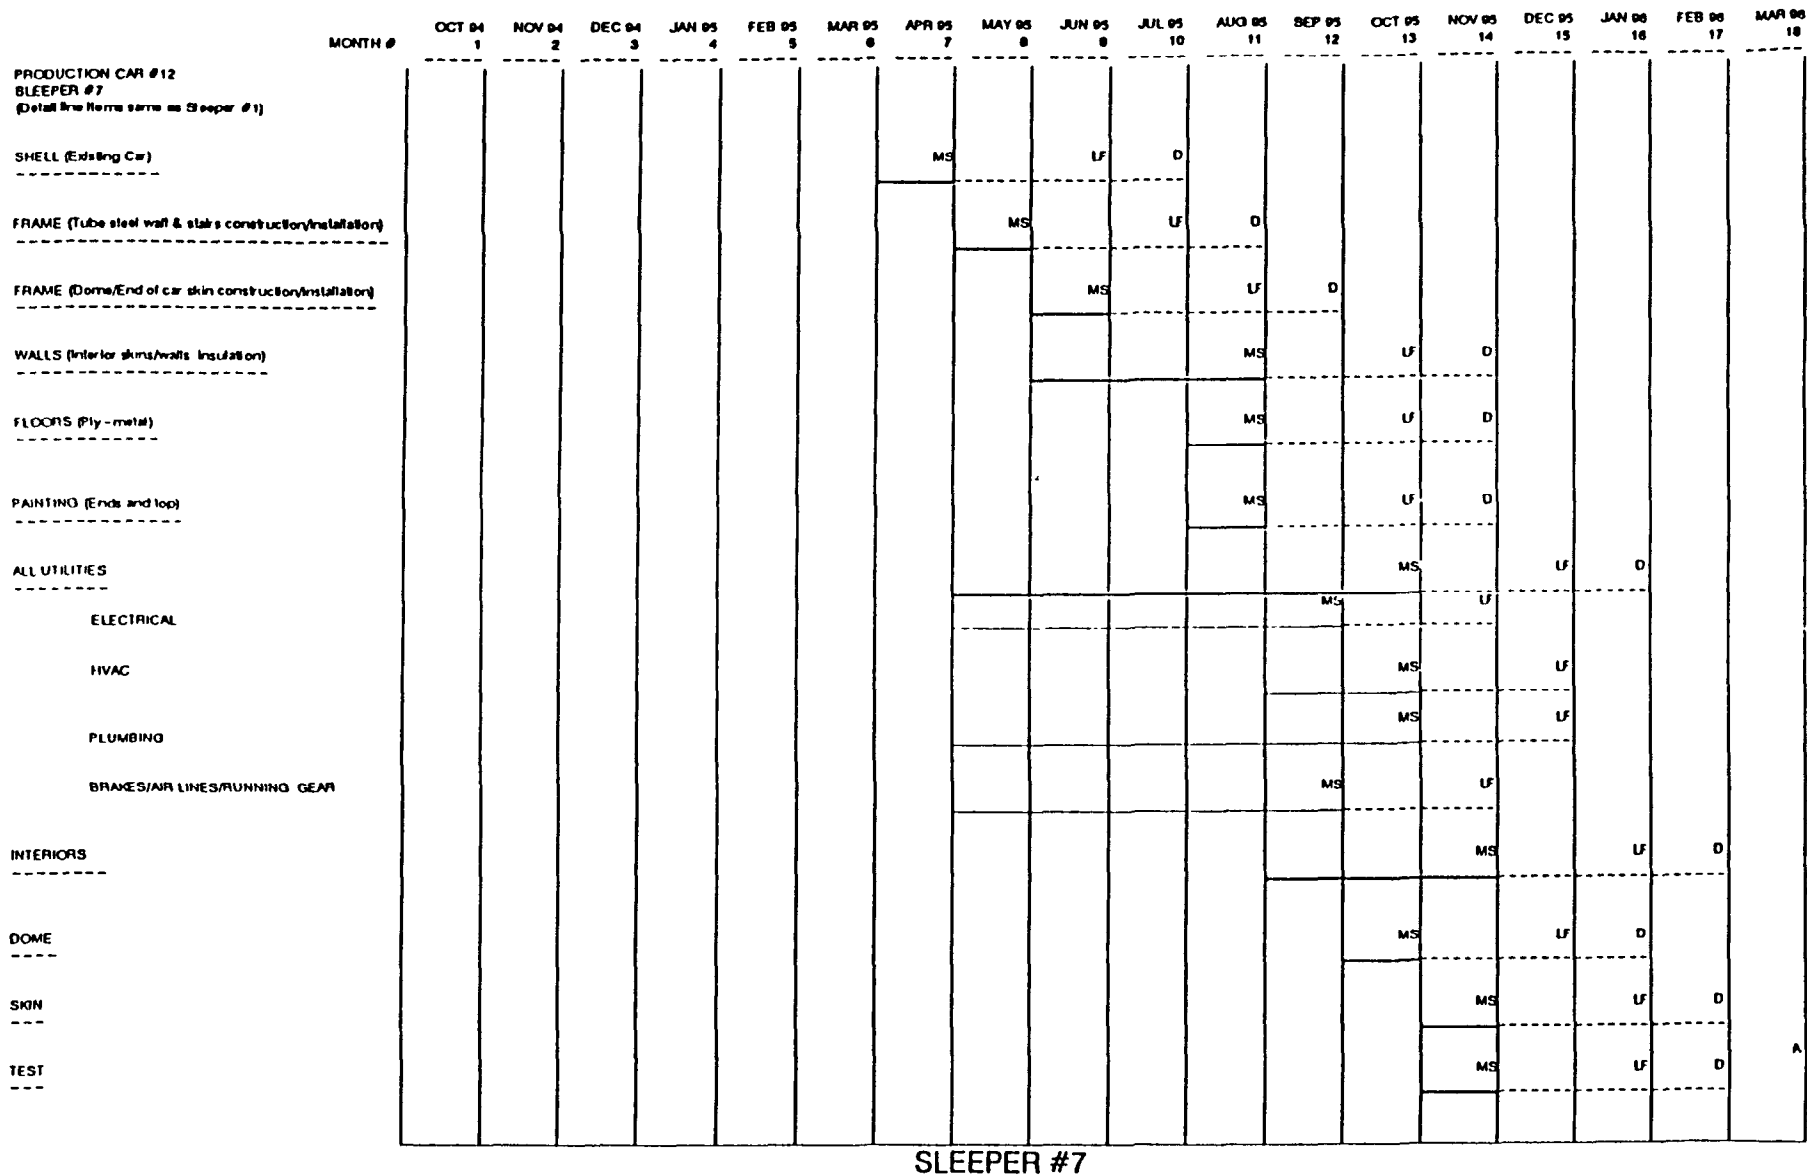 OCT 94 NOV 94 DEC 94 JAN 95 FEB 95 MAR 95 APR 95 MAY 95 JUN 95 JUL 95 AUG 95 SEP 95 OCT 95 NOV 95 DEC 95 JAN 96 FEB 96 MAR 96
MONTH # 1 2 3 4 5 6 7 8 9 10 11 12 13 14 15 16 17 18
PRODUCTION CAR #12
SLEEPER #7
(Detail line items same as Sleeper #1)
SHELL (Existing Car) MS LF D
FRAME (Tube steel wall & stairs construction/installation) MS LF D
FRAME (Dome/End of car skin construction/installation) MS LF D
WALLS (Interior skins/walls insulation) MS LF D
FLOORS (Ply-metal) MS LF D
PAINTING (Ends and top) MS LF D
ALL UTILITIES MS LF D
ELECTRICAL MS LF
HVAC MS LF
PLUMBING MS LF
BRAKES/AIR LINES/RUNNING GEAR MS LF
INTERIORS MS LF D
DOME MS LF D
SKIN MS LF D
TEST MS LF D A
SLEEPER #7